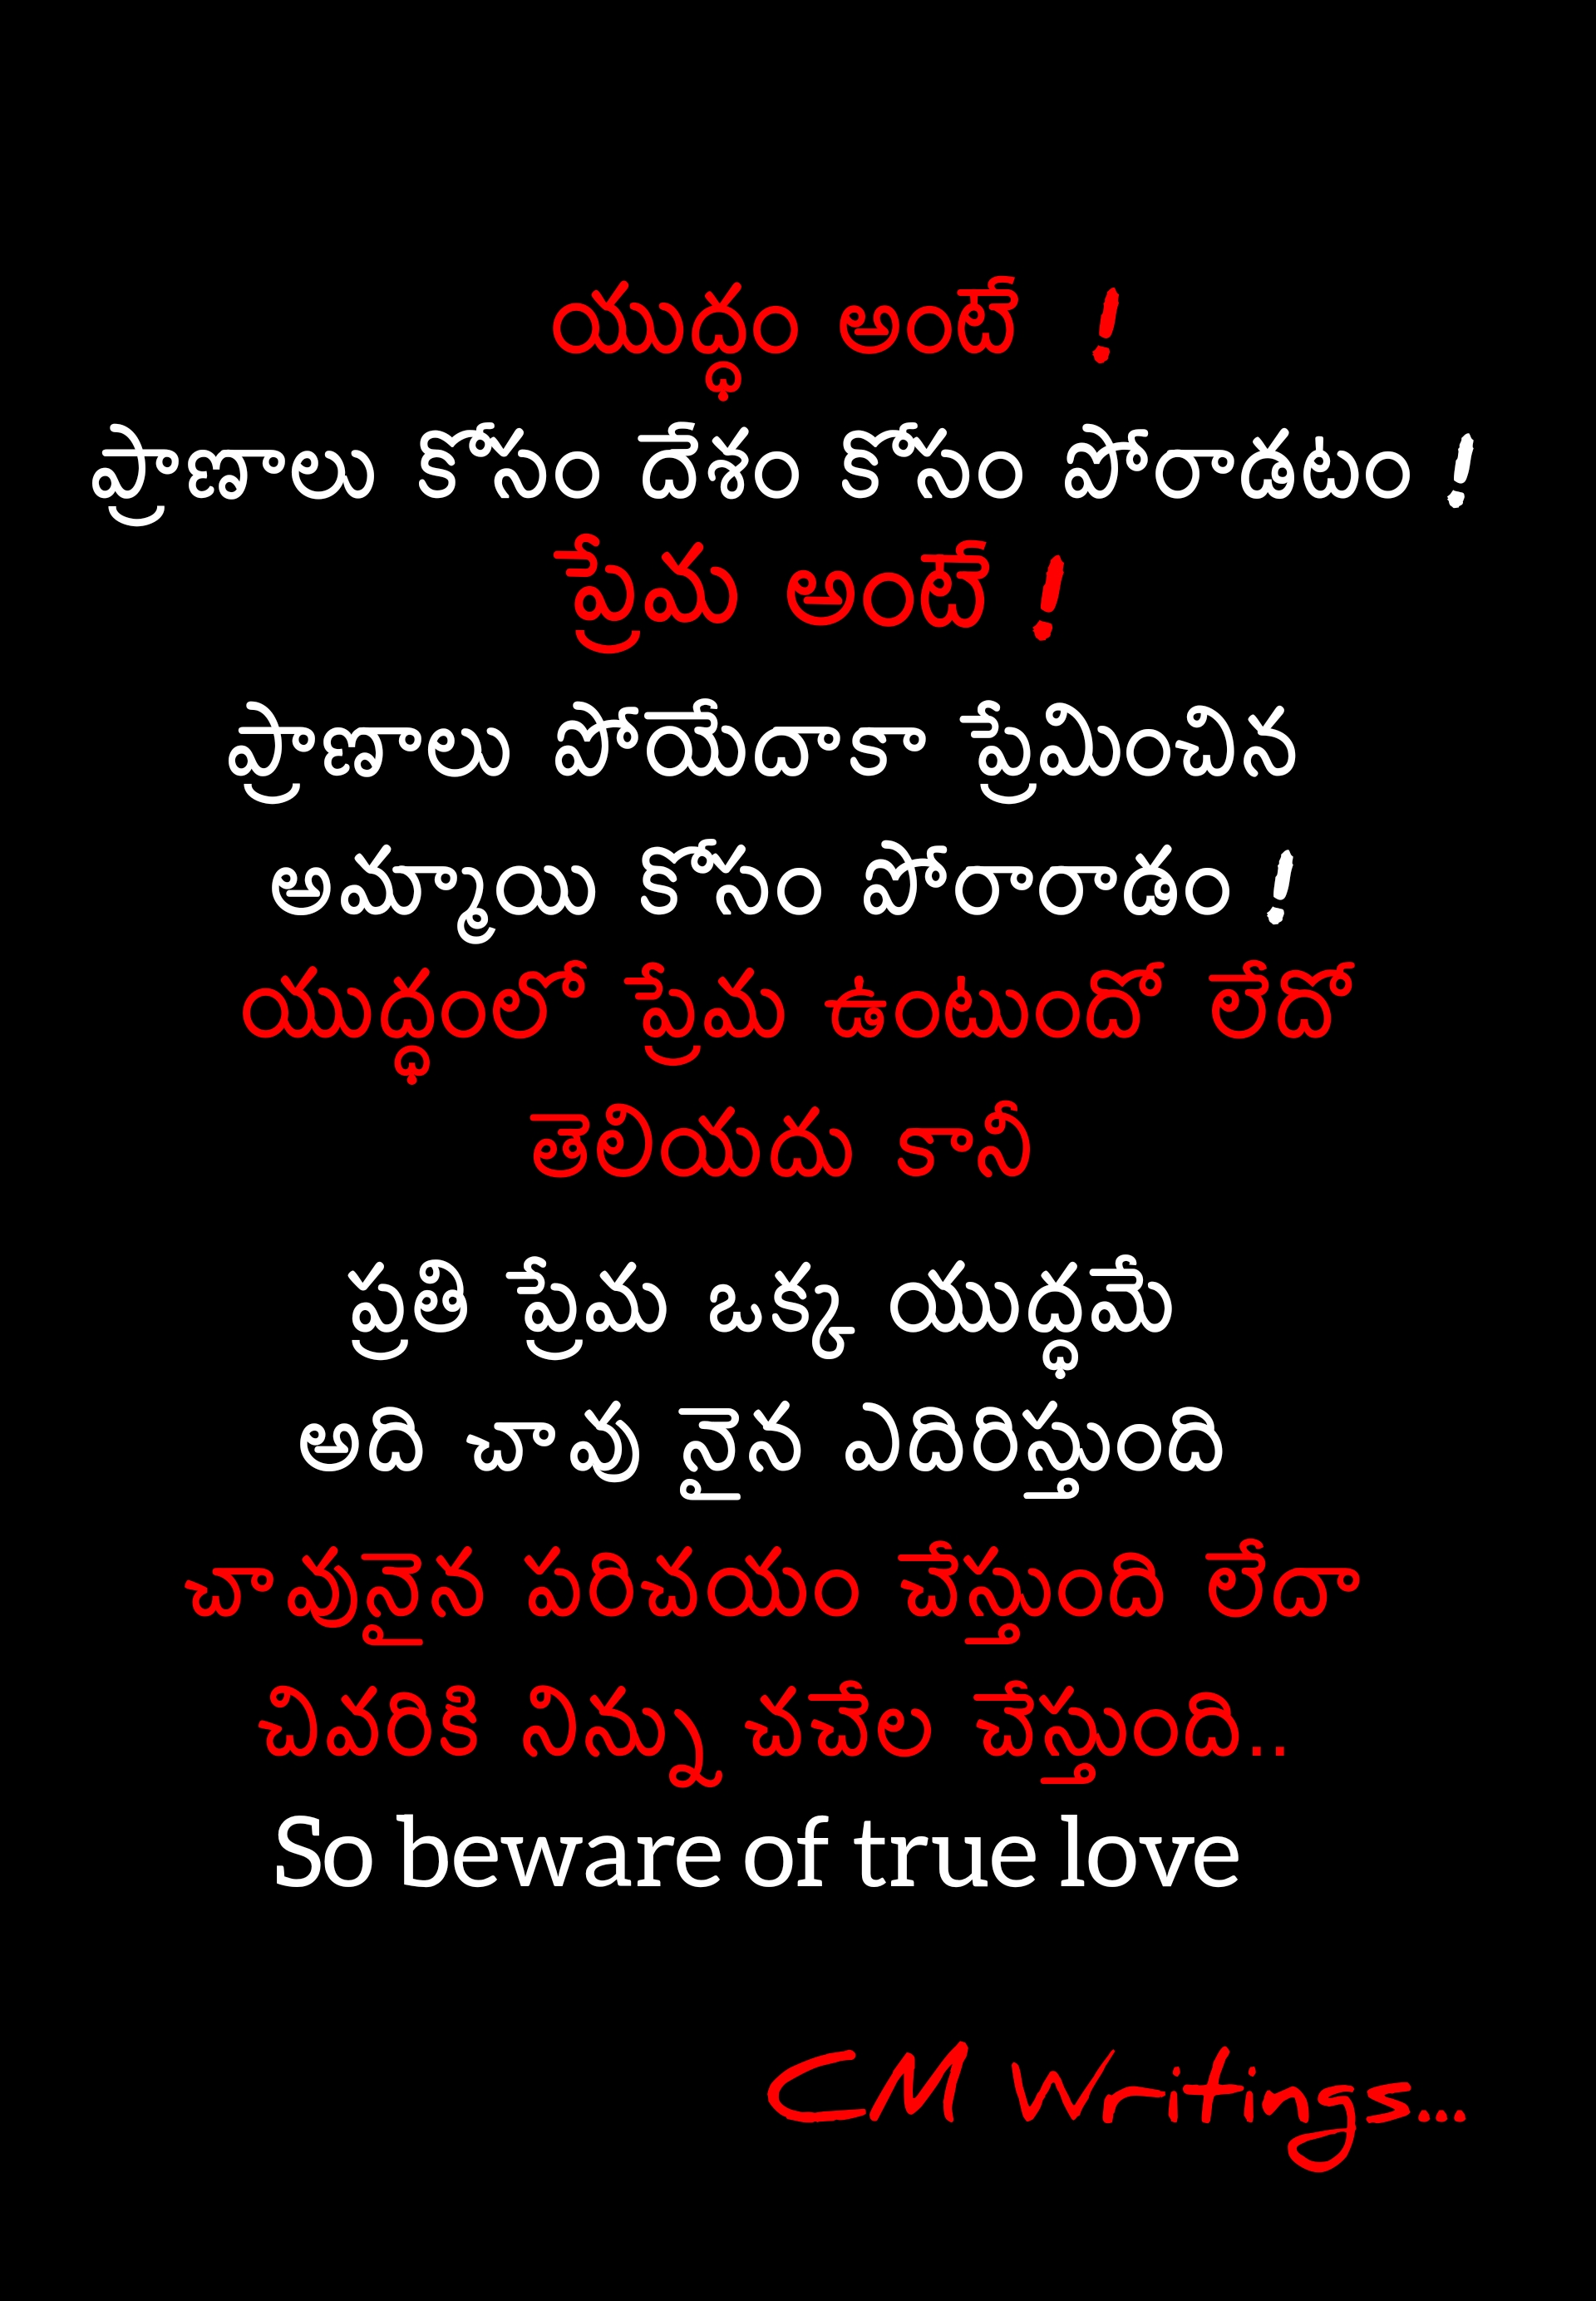 యుద్ధం అంటే !
ప్రాణాలు కోసం దేశం కోసం పోరాడటం !
ప్రేమ అంటే !
ప్రాణాలు పోయేదాకా ప్రేమించిన
అమ్మాయి కోసం పోరారాడం !
యుద్ధంలో ప్రేమ ఉంటుందో లేదో
తెలియదు కానీ
ప్రతి ప్రేమ ఒక్క యుద్ధమే
అది చావు నైన ఎదిరిస్తుంది
చావునైన పరిచయం చేస్తుంది లేదా
చివరికి నిన్ను చచేల చేస్తుంది..
So beware of true love
CM Writings...